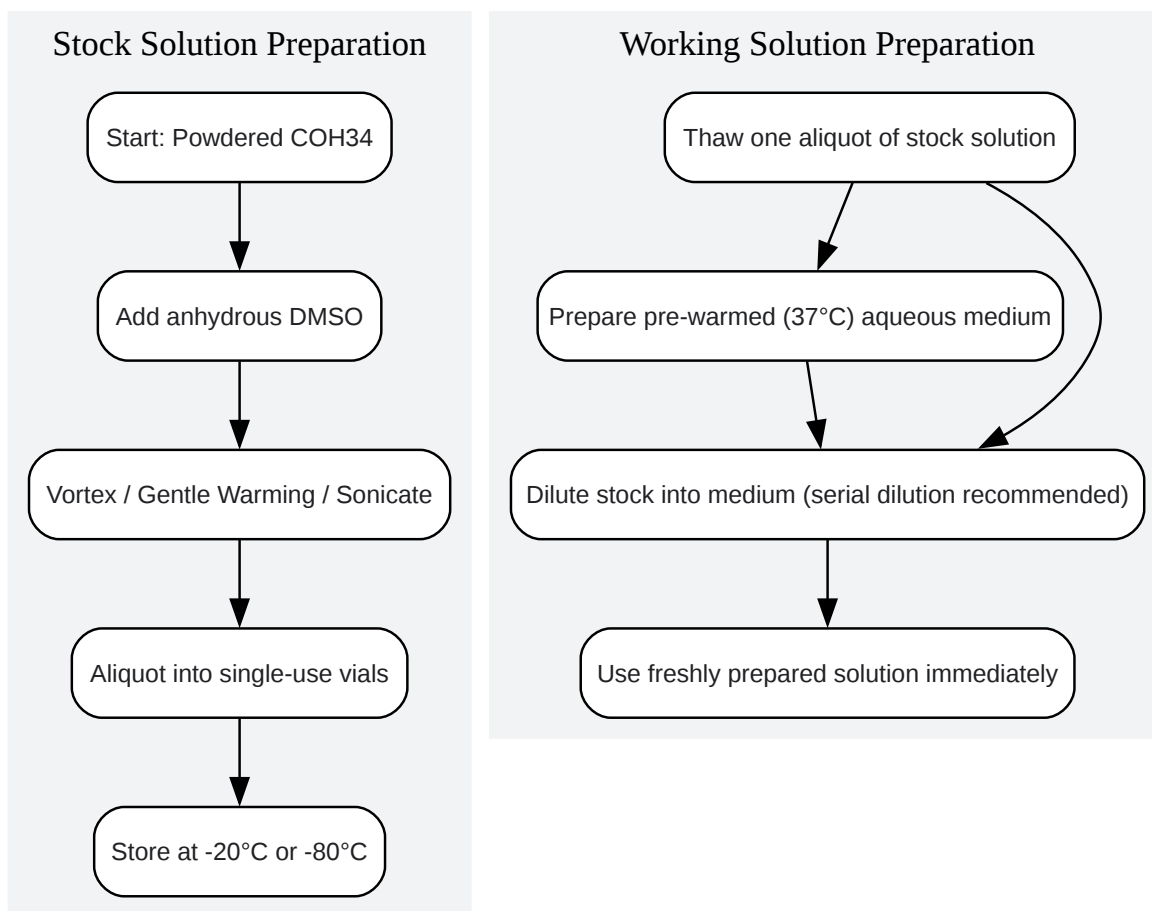 Stock Solution Preparation
Start: Powdered COH34
Add anhydrous DMSO
Vortex / Gentle Warming / Sonicate
Aliquot into single-use vials
Store at -20°C or -80°C
Working Solution Preparation
Thaw one aliquot of stock solution
Prepare pre-warmed (37°C) aqueous medium
Dilute stock into medium (serial dilution recommended)
Use freshly prepared solution immediately